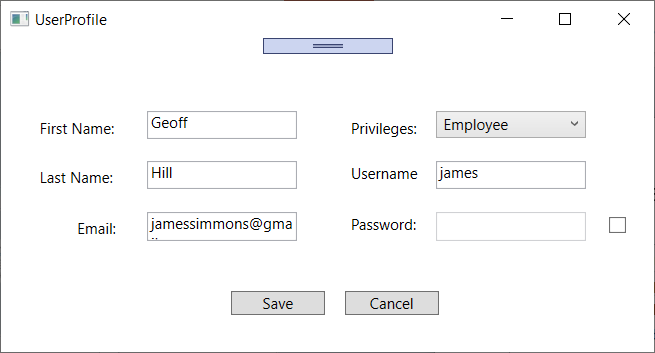 UserProfile
First Name: Geoff Privileges: Employee
Last Name: Hill Username james
Email: jamessimmons@gma Password:
Save Cancel